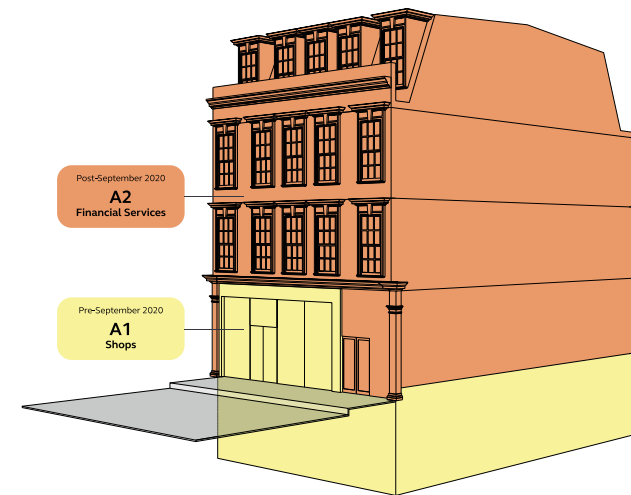 Post-September 2020
A2
Financial Services
Pre-September 2020
A1
Shops